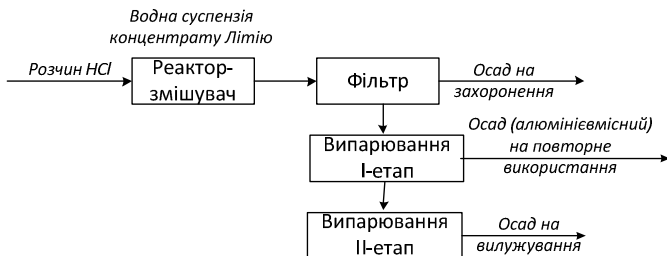 Водна суспензія
концентрату Літію
Розчин HCl
Реактор-
змішувач
Фільтр
Осад на
захоронення
Випарювання
I-етап
Осад (алюмінієвмісний)
на повторне
використання
Випарювання
II-етап
Осад на
вилужування